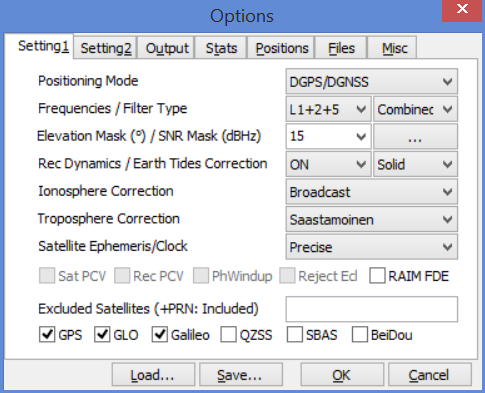 Options
Setting1 Setting2 Output Stats Positions Files Misc
Positioning Mode DGPS/DGNSS
Frequencies / Filter Type L1+2+5 Combined
Elevation Mask (°) / SNR Mask (dBHz) 15 ...
Rec Dynamics / Earth Tides Correction ON Solid
Ionosphere Correction Broadcast
Troposphere Correction Saastamoinen
Satellite Ephemeris/Clock Precise
Sat PCV Rec PCV PhWindup Reject Ecl RAIM FDE
Excluded Satellites (+PRN: Included)
GPS GLO Galileo QZSS SBAS BeiDou
Load... Save... OK Cancel